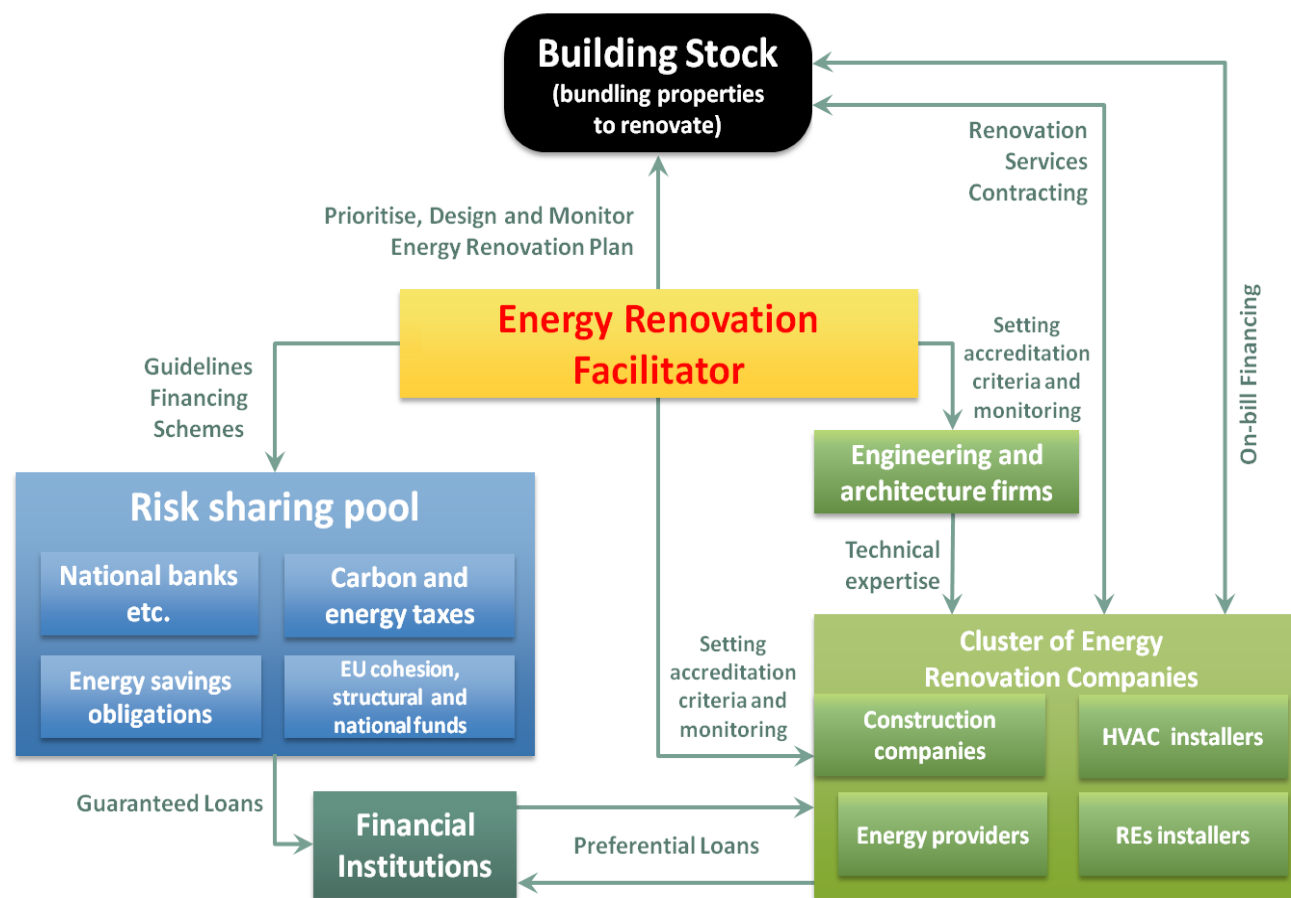 Building Stock
(bundling properties
to renovate)
Renovation
Services
Contracting
Prioritise, Design and Monitor
Energy Renovation Plan
On-bill Financing
Energy Renovation
Facilitator
Guidelines
Financing
Schemes
Setting
accreditation
criteria and
monitoring
Engineering and
architecture firms
Technical
expertise
Risk sharing pool
National banks
etc.
Carbon and
energy taxes
Energy savings
obligations
EU cohesion,
structural and
national funds
Setting
accreditation
criteria and
monitoring
Cluster of Energy
Renovation Companies
Construction
companies
HVAC installers
Energy providers
REs installers
Guaranteed Loans
Financial
Institutions
Preferential Loans